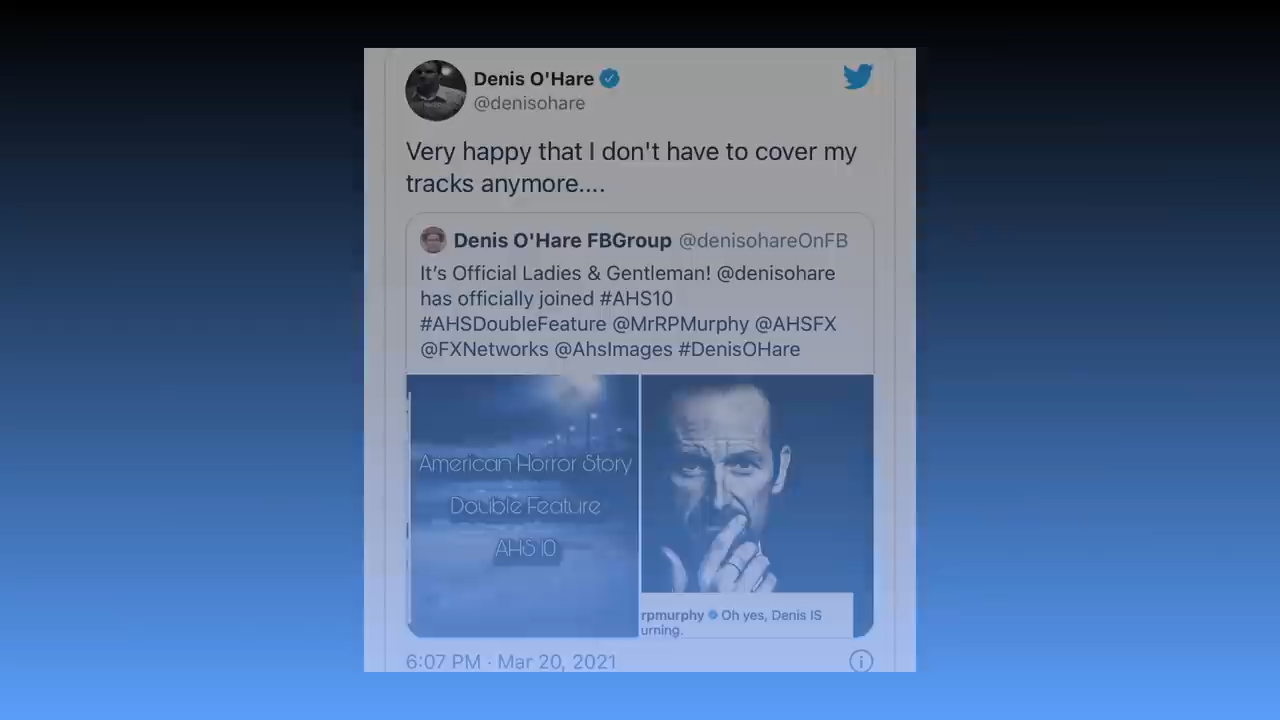 Denis O'Hare
@denisohare
Very happy that I don't have to cover my
tracks anymore....
Denis O'Hare FBGroup @denisohareOnFB
It's Official Ladies & Gentleman! @denisohare
has officially joined #AHS10
#AHSDoubleFeature @MrRPMurphy @AHSFX
@FXNetworks @AhsImages #DenisOHare
American Horror Story
Double Feature
AHS 10
rpmurphy Oh yes, Denis IS
urning.
6:07 PM · Mar 20, 2021